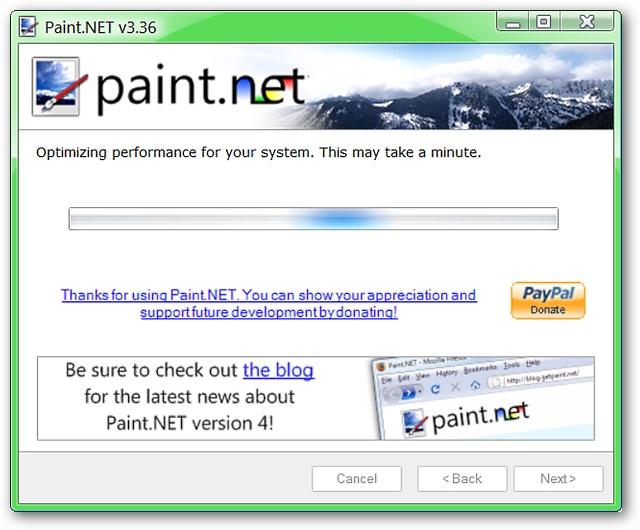 Paint.NET v3.36
paint.net
Optimizing performance for your system. This may take a minute.
Thanks for using Paint.NET. You can show your appreciation and
support future development by donating!
PayPal
Donate
Be sure to check out the blog
for the latest news about
Paint.NET version 4!
Paint.NET - Mozilla Firefox
File Edit View History Bookmarks Tools Help
http://blog.getpaint.net/
paint.net
Cancel
< Back
Next >